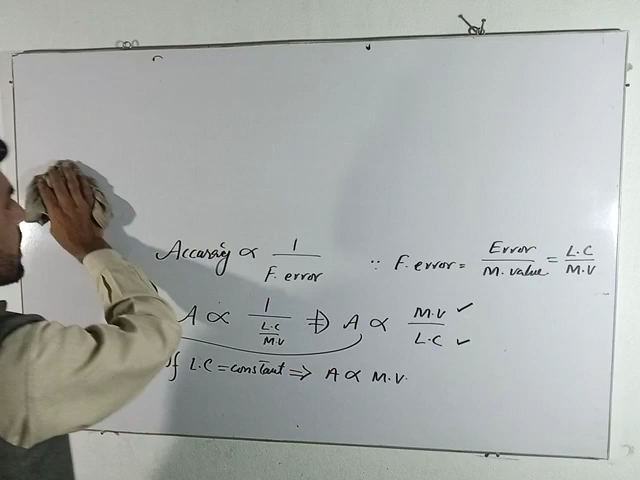 Accuracy ∝ 1/F.error ∵ F.error = Error/M.value = L.C/M.V
A ∝ 1/(L.C/M.V) ⇒ A ∝ M.V/L.C
If L.C = constant ⇒ A ∝ M.V.